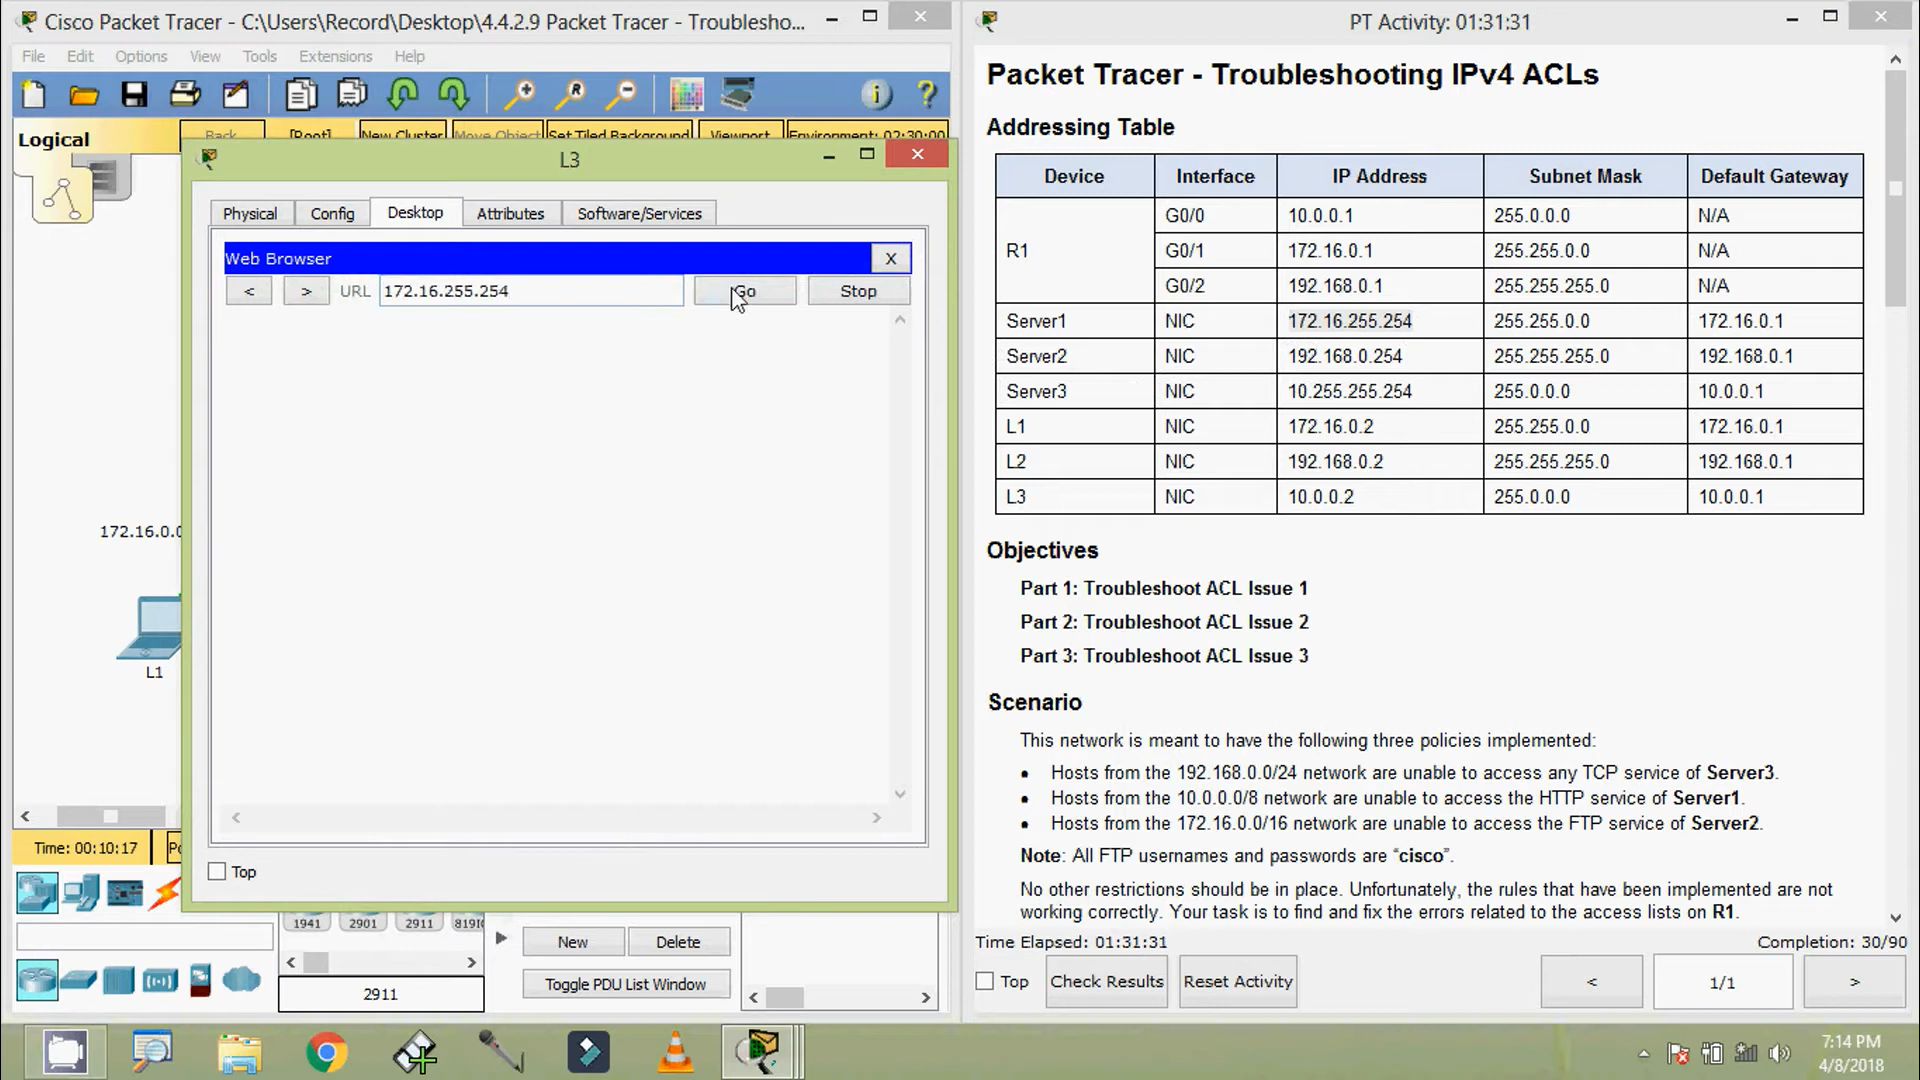 Cisco Packet Tracer - C:\Users\Record\Desktop\4.4.2.9 Packet Tracer - Troublesho...
File Edit Options View Tools Extensions Help
Logical
Back [Root] New Cluster Move Object Set Tiled Background Viewport Environment: 02:30:00
L3
Physical Config Desktop Attributes Software/Services
Web Browser X
< > URL 172.16.255.254 Go Stop
172.16.0.0
L1
Top
Time: 00:10:17
1941 2901 2911
New Delete
2911
Toggle PDU List Window
PT Activity: 01:31:31
Packet Tracer - Troubleshooting IPv4 ACLs
Addressing Table
Device Interface IP Address Subnet Mask Default Gateway
R1 G0/0 10.0.0.1 255.0.0.0 N/A
G0/1 172.16.0.1 255.255.0.0 N/A
G0/2 192.168.0.1 255.255.255.0 N/A
Server1 NIC 172.16.255.254 255.255.0.0 172.16.0.1
Server2 NIC 192.168.0.254 255.255.255.0 192.168.0.1
Server3 NIC 10.255.255.254 255.0.0.0 10.0.0.1
L1 NIC 172.16.0.2 255.255.0.0 172.16.0.1
L2 NIC 192.168.0.2 255.255.255.0 192.168.0.1
L3 NIC 10.0.0.2 255.0.0.0 10.0.0.1
Objectives
Part 1: Troubleshoot ACL Issue 1
Part 2: Troubleshoot ACL Issue 2
Part 3: Troubleshoot ACL Issue 3
Scenario
This network is meant to have the following three policies implemented:
• Hosts from the 192.168.0.0/24 network are unable to access any TCP service of Server3.
• Hosts from the 10.0.0.0/8 network are unable to access the HTTP service of Server1.
• Hosts from the 172.16.0.0/16 network are unable to access the FTP service of Server2.
Note: All FTP usernames and passwords are “cisco”.
No other restrictions should be in place. Unfortunately, the rules that have been implemented are not
working correctly. Your task is to find and fix the errors related to the access lists on R1.
Time Elapsed: 01:31:31 Completion: 30/90
Top Check Results Reset Activity < 1/1 >
7:14 PM
4/8/2018